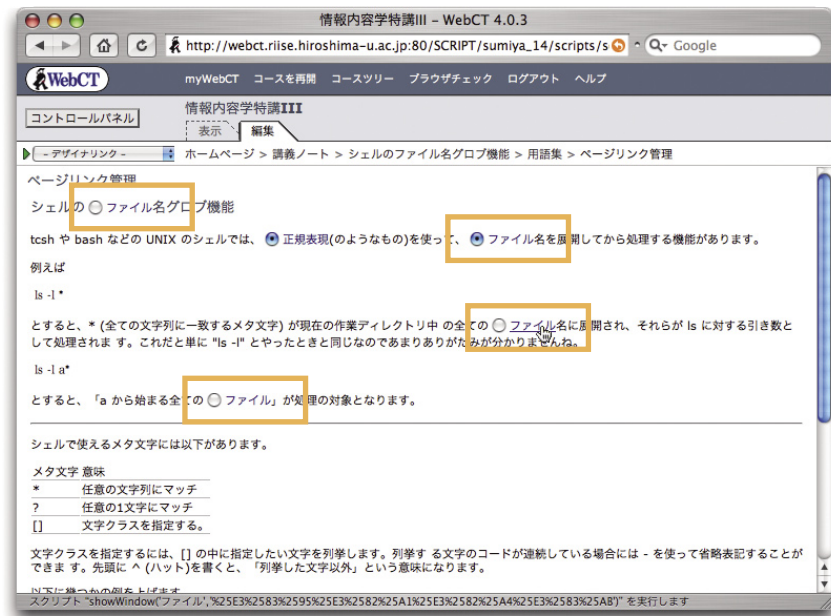 情報内容学特講III – WebCT 4.0.3
http://webct.riise.hiroshima-u.ac.jp:80/SCRIPT/sumiya_14/scripts/s
Google
WebCT
myWebCT コースを再開 コースツリー ブラウザチェック ログアウト ヘルプ
コントロールパネル
情報内容学特講III
表示 編集
- デザイナリンク -
ホームページ > 講義ノート > シェルのファイル名グロブ機能 > 用語集 > ページリンク管理
ページリンク管理
シェルの ファイル名グロブ機能
tcsh や bash などの UNIX のシェルでは、 正規表現(のようなもの)を使って、 ファイル名を展開してから処理する機能があります。
例えば
ls -l *
とすると、* (全ての文字列に一致するメタ文字) が現在の作業ディレクトリ中 の全ての ファイル名に展開され、それらが ls に対する引き数と
して処理されま す。これだと単に "ls -l" とやったときと同じなのであまりありがたみが分かりませんね。
ls -l a*
とすると、「a から始まる全ての ファイル」が処理の対象となります。
シェルで使えるメタ文字には以下があります。
メタ文字 意味
* 任意の文字列にマッチ
? 任意の1文字にマッチ
[] 文字クラスを指定する。
文字クラスを指定するには、[] の中に指定したい文字を列挙します。列挙す る文字のコードが連続している場合には - を使って省略表記することが
できま す。先頭に ^ (ハット)を書くと、「列挙した文字以外」という意味になります。
以下に幾つかの例を上げます
スクリプト "showWindow('ファイル','%25E3%2583%2595%25E3%2582%25A1%25E3%2582%25A4%25E3%2583%25AB')" を実行します